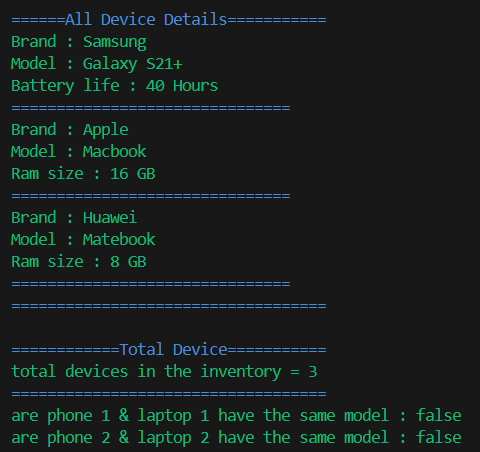 ======All Device Details===========
Brand : Samsung
Model : Galaxy S21+
Battery life : 40 Hours
===============================
Brand : Apple
Model : Macbook
Ram size : 16 GB
===============================
Brand : Huawei
Model : Matebook
Ram size : 8 GB
===============================
===================================
============Total Device===========
total devices in the inventory = 3
===================================
are phone 1 & laptop 1 have the same model : false
are phone 2 & laptop 2 have the same model : false